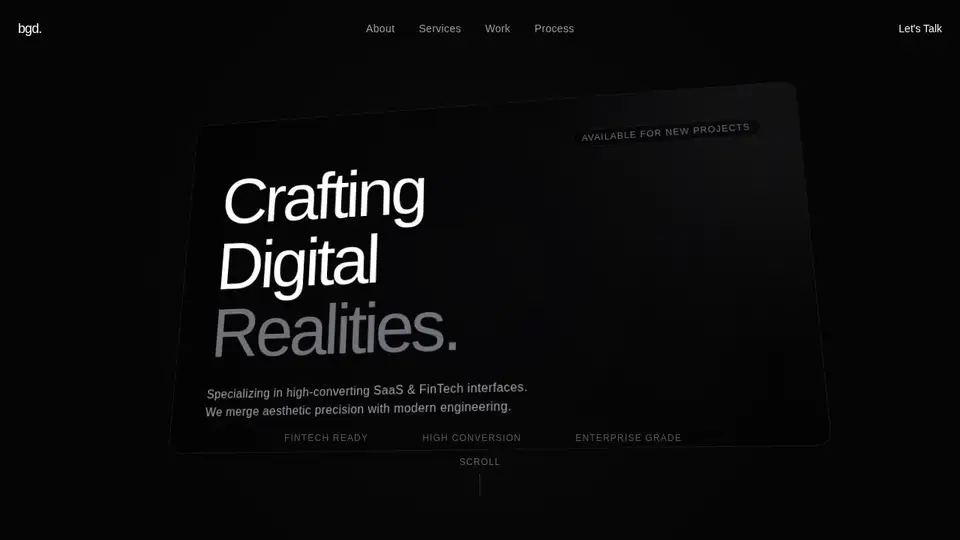 bgd.
About
Services
Work
Process
Let's Talk
AVAILABLE FOR NEW PROJECTS
Crafting
Digital
Realities.
Specializing in high-converting SaaS & FinTech interfaces.
We merge aesthetic precision with modern engineering.
FINTECH READY
HIGH CONVERSION
ENTERPRISE GRADE
SCROLL